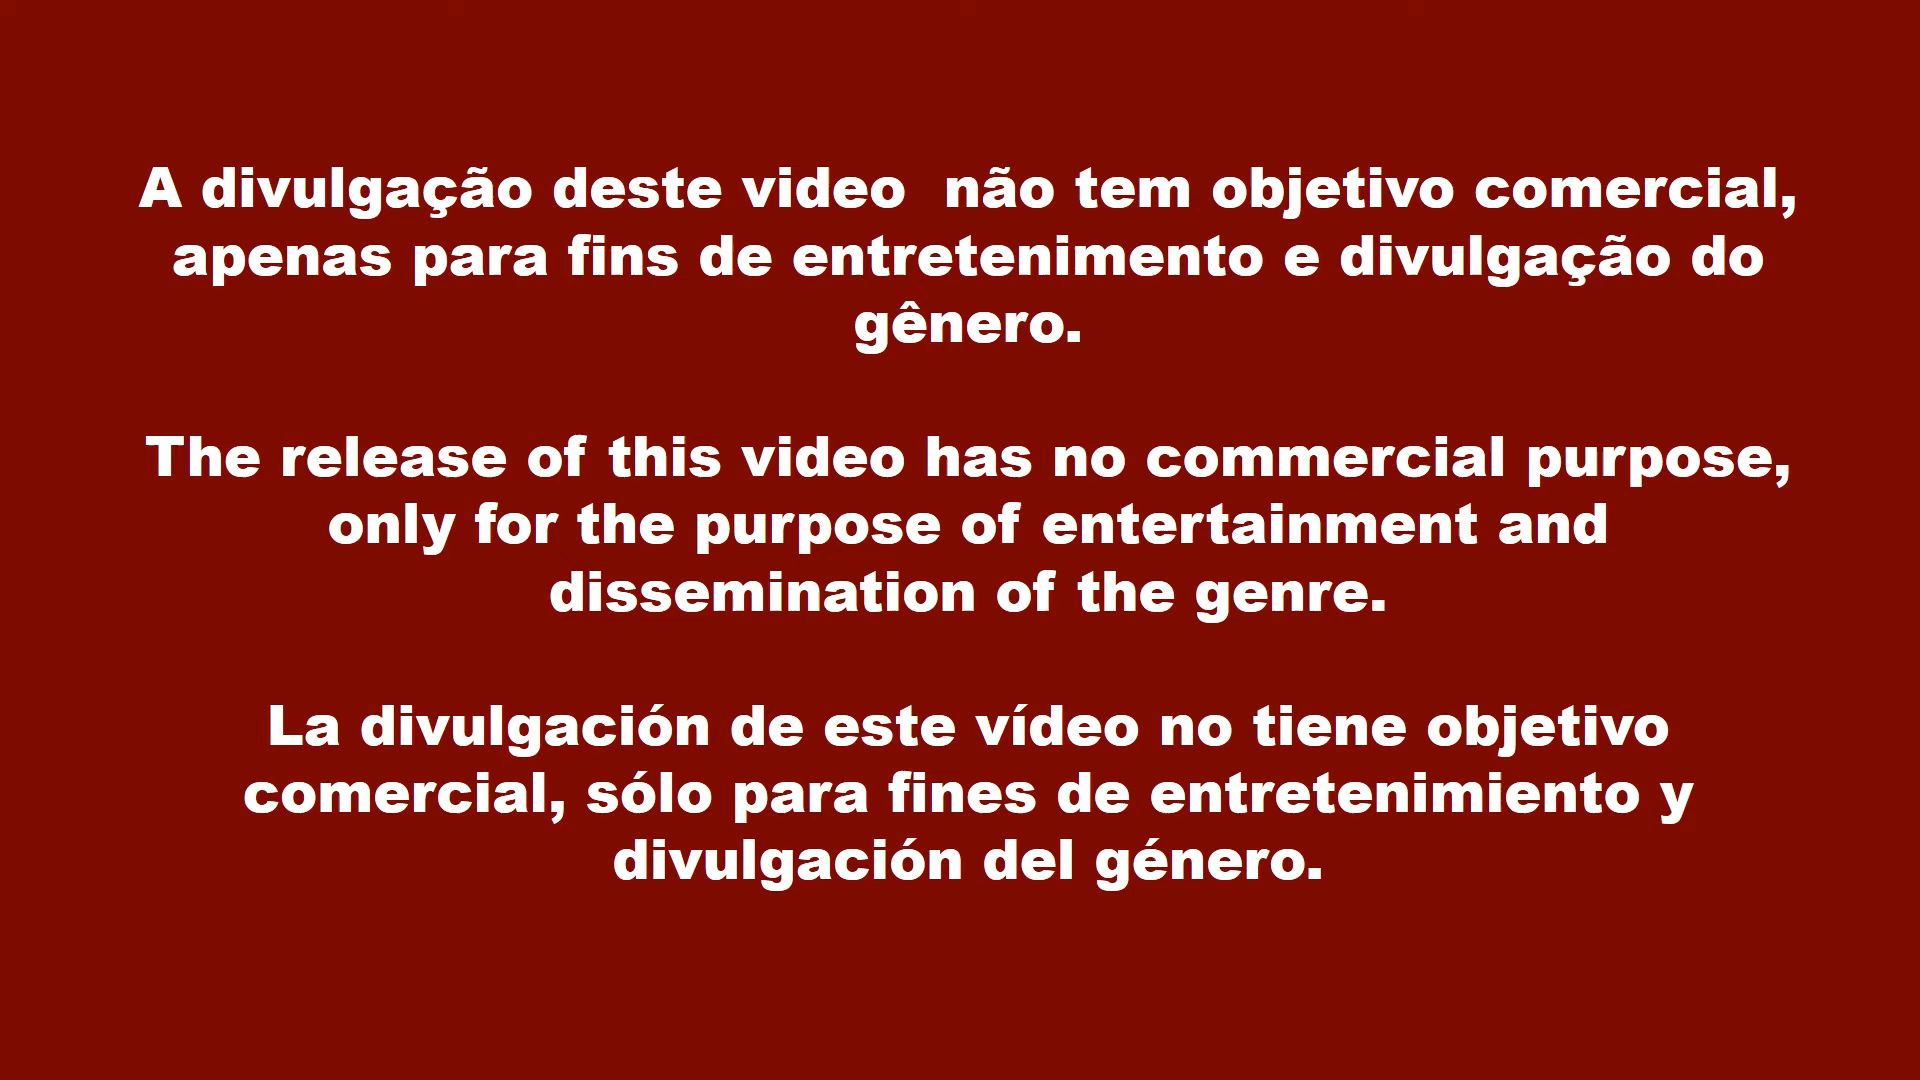 A divulgação deste video  não tem objetivo comercial,
apenas para fins de entretenimento e divulgação do
gênero.
The release of this video has no commercial purpose,
only for the purpose of entertainment and
dissemination of the genre.
La divulgación de este vídeo no tiene objetivo
comercial, sólo para fines de entretenimiento y
divulgación del género.